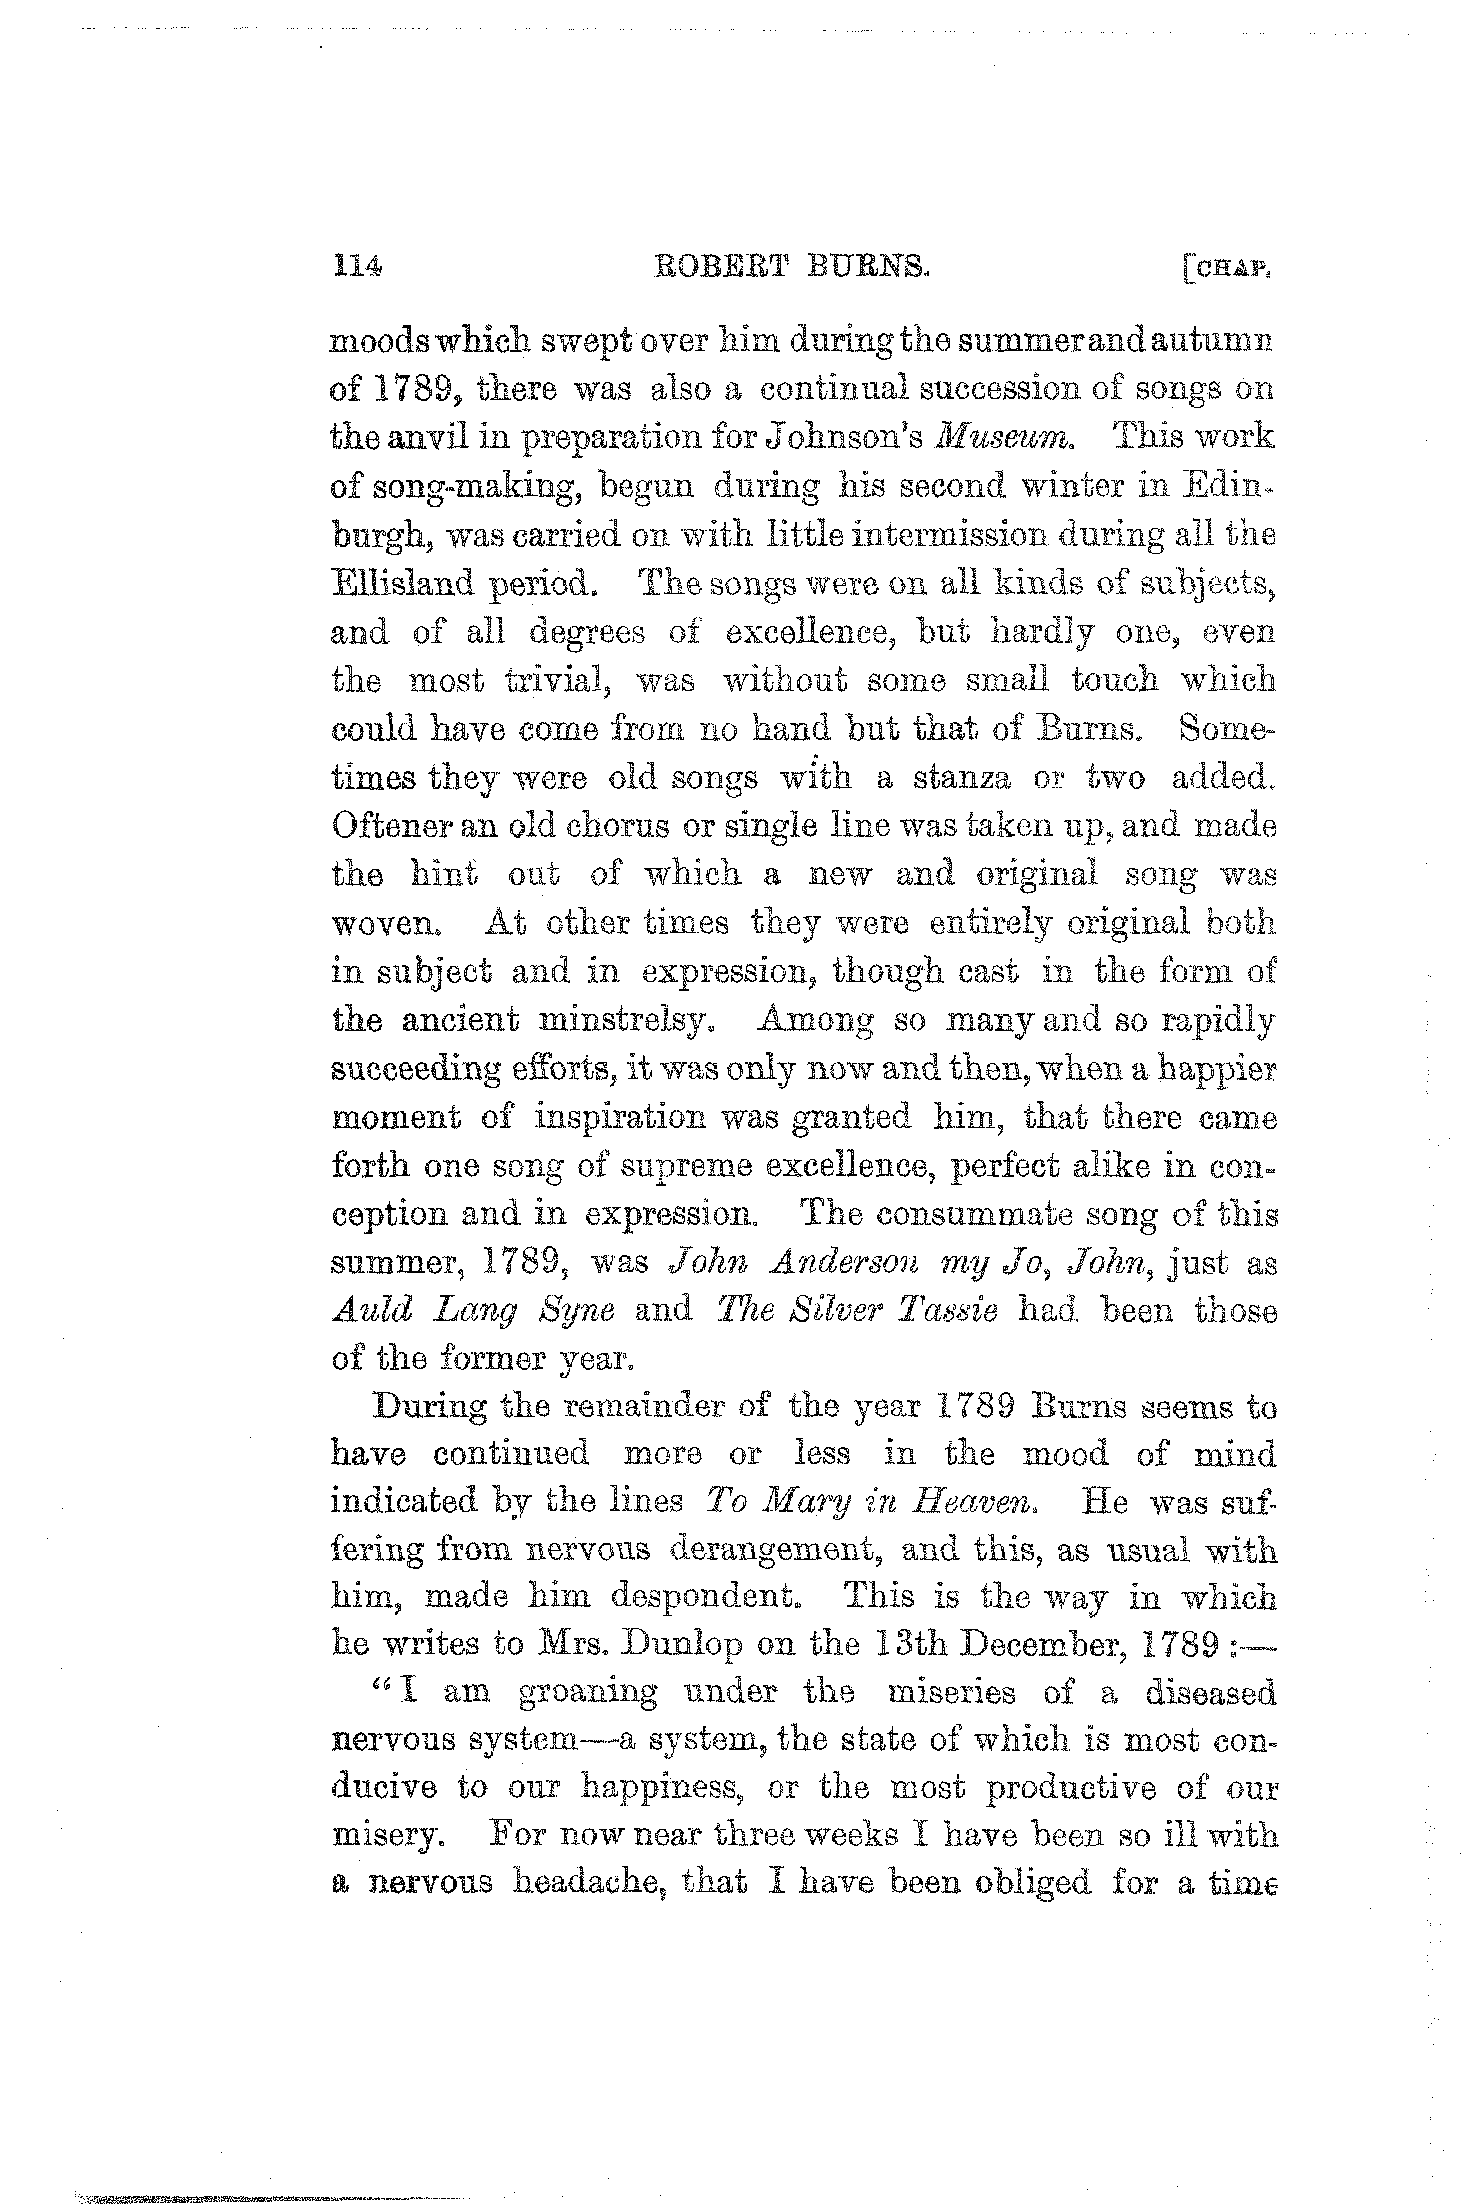 114 ROBERT BURNS. [CHAP.
moods which swept over him during the summer and autumn
of 1789, there was also a continual succession of songs on
the anvil in preparation for Johnson's Museum. This work
of song-making, begun during his second winter in Edin-
burgh, was carried on with little intermission during all the
Ellisland period. The songs were on all kinds of subjects,
and of all degrees of excellence, but hardly one, even
the most trivial, was without some small touch which
could have come from no hand but that of Burns. Some-
times they were old songs with a stanza or two added.
Oftener an old chorus or single line was taken up, and made
the hint out of which a new and original song was
woven. At other times they were entirely original both
in subject and in expression, though cast in the form of
the ancient minstrelsy. Among so many and so rapidly
succeeding efforts, it was only now and then, when a happier
moment of inspiration was granted him, that there came
forth one song of supreme excellence, perfect alike in con-
ception and in expression. The consummate song of this
summer, 1789, was John Anderson my Jo, John, just as
Auld Lang Syne and The Silver Tassie had been those
of the former year.
During the remainder of the year 1789 Burns seems to
have continued more or less in the mood of mind
indicated by the lines To Mary in Heaven. He was suf-
fering from nervous derangement, and this, as usual with
him, made him despondent. This is the way in which
he writes to Mrs. Dunlop on the 13th December, 1789 :—
"I am groaning under the miseries of a diseased
nervous system—a system, the state of which is most con-
ducive to our happiness, or the most productive of our
misery. For now near three weeks I have been so ill with
a nervous headache, that I have been obliged for a time